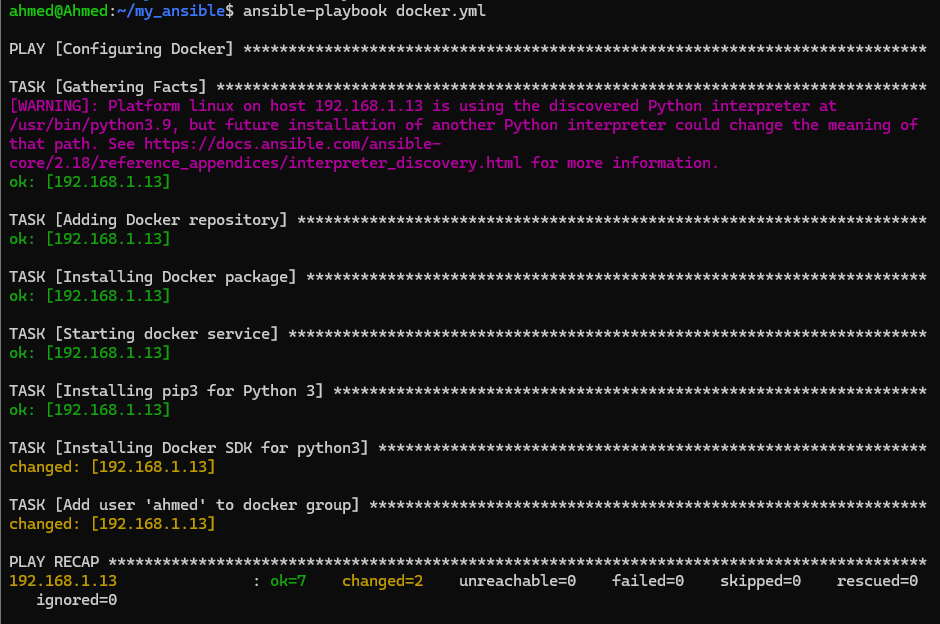 ahmed@Ahmed:~/my_ansible$ ansible-playbook docker.yml
PLAY [Configuring Docker] ****************************************************************************
TASK [Gathering Facts] *******************************************************************************
[WARNING]: Platform linux on host 192.168.1.13 is using the discovered Python interpreter at
/usr/bin/python3.9, but future installation of another Python interpreter could change the meaning of
that path. See https://docs.ansible.com/ansible-
core/2.18/reference_appendices/interpreter_discovery.html for more information.
ok: [192.168.1.13]
TASK [Adding Docker repository] **********************************************************************
ok: [192.168.1.13]
TASK [Installing Docker package] *********************************************************************
ok: [192.168.1.13]
TASK [Starting docker service] ***********************************************************************
ok: [192.168.1.13]
TASK [Installing pip3 for Python 3] ******************************************************************
ok: [192.168.1.13]
TASK [Installing Docker SDK for python3] *************************************************************
changed: [192.168.1.13]
TASK [Add user 'ahmed' to docker group] **************************************************************
changed: [192.168.1.13]
PLAY RECAP *******************************************************************************************
192.168.1.13               : ok=7    changed=2    unreachable=0    failed=0    skipped=0    rescued=0
   ignored=0